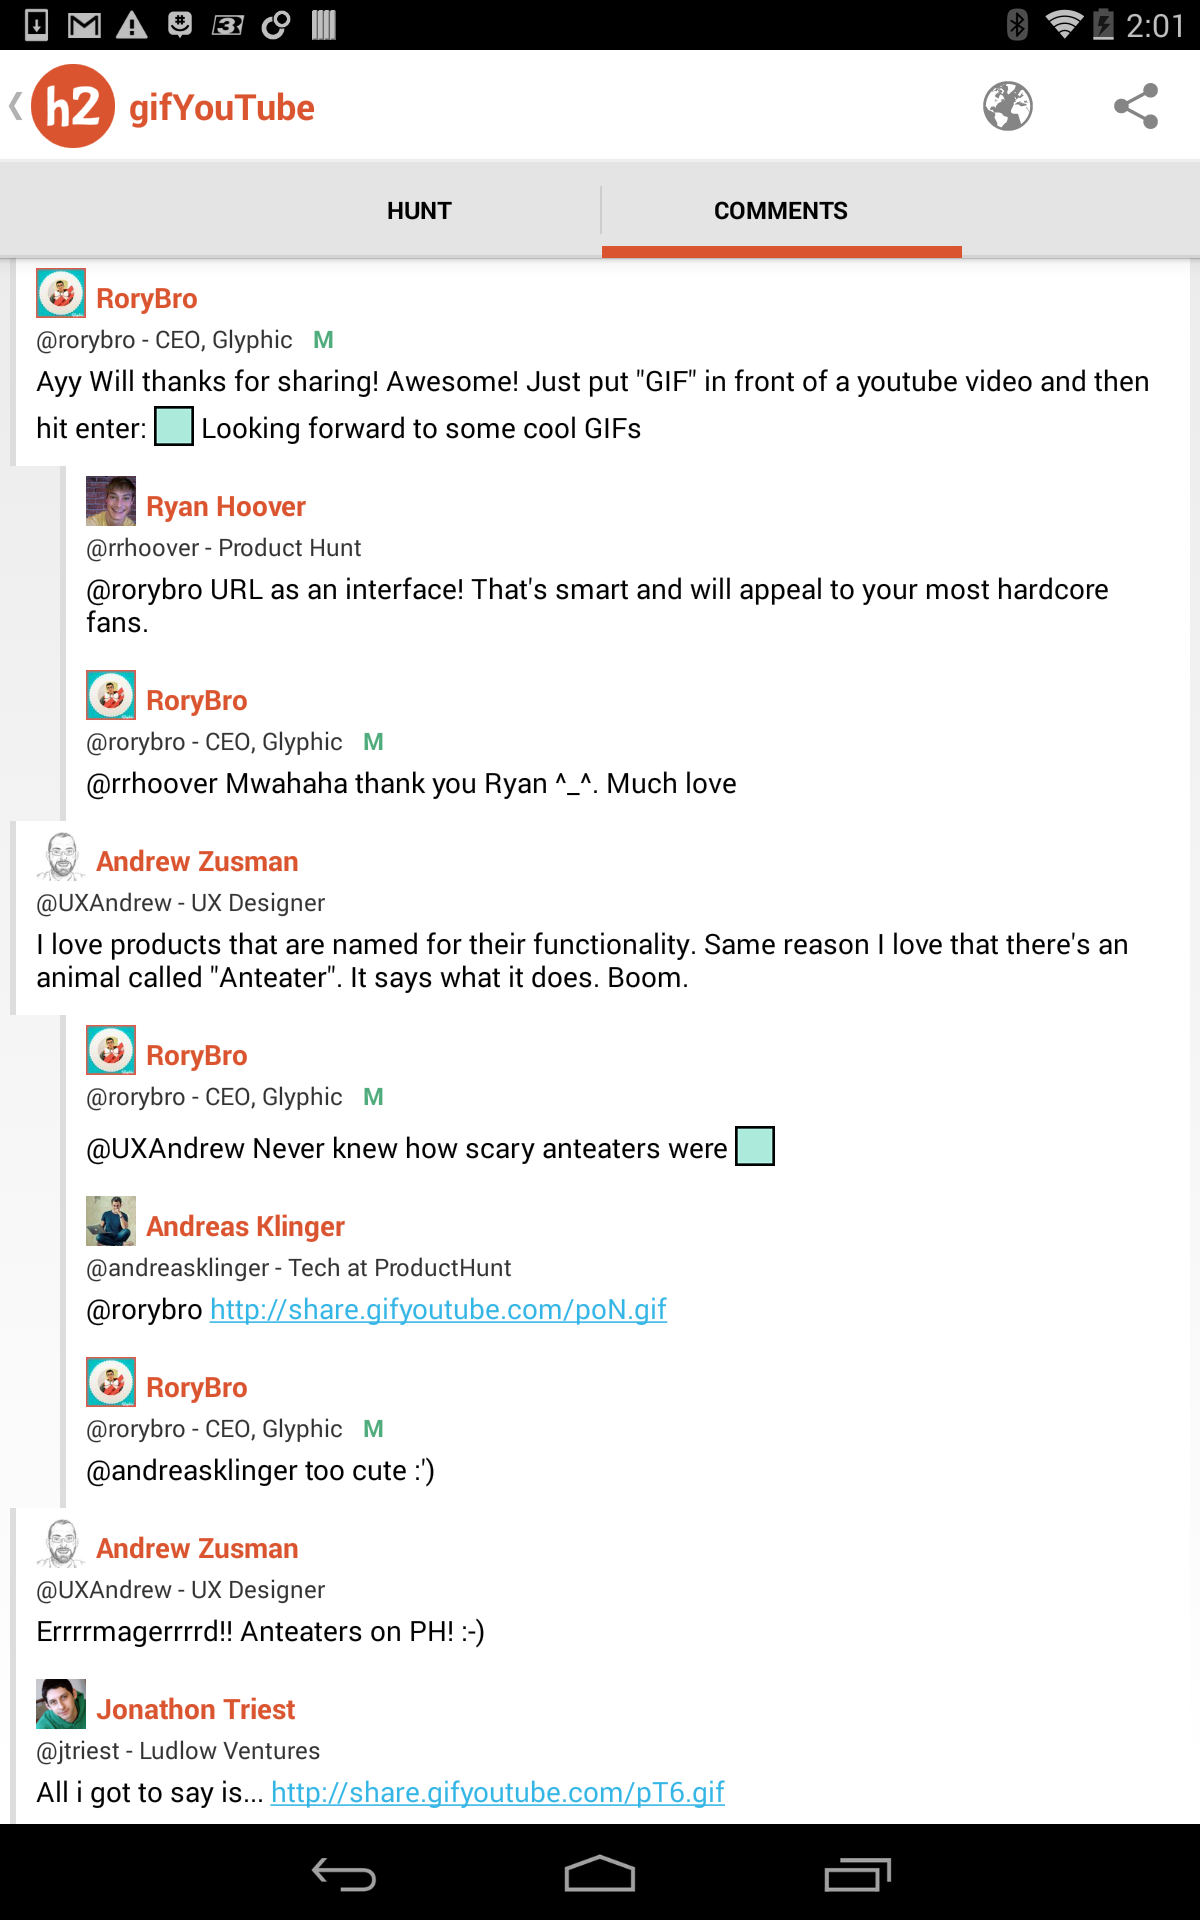 2:01
h2 gifYouTube
HUNT
COMMENTS
RoryBro
@rorybro - CEO, Glyphic M
Ayy Will thanks for sharing! Awesome! Just put "GIF" in front of a youtube video and then
hit enter: Looking forward to some cool GIFs
Ryan Hoover
@rrhoover - Product Hunt
@rorybro URL as an interface! That's smart and will appeal to your most hardcore
fans.
RoryBro
@rorybro - CEO, Glyphic M
@rrhoover Mwahaha thank you Ryan ^_^. Much love
Andrew Zusman
@UXAndrew - UX Designer
I love products that are named for their functionality. Same reason I love that there's an
animal called "Anteater". It says what it does. Boom.
RoryBro
@rorybro - CEO, Glyphic M
@UXAndrew Never knew how scary anteaters were
Andreas Klinger
@andreasklinger - Tech at ProductHunt
@rorybro http://share.gifyoutube.com/poN.gif
RoryBro
@rorybro - CEO, Glyphic M
@andreasklinger too cute :')
Andrew Zusman
@UXAndrew - UX Designer
Errrrmagerrrrd!! Anteaters on PH! :-)
Jonathon Triest
@jtriest - Ludlow Ventures
All i got to say is... http://share.gifyoutube.com/pT6.gif